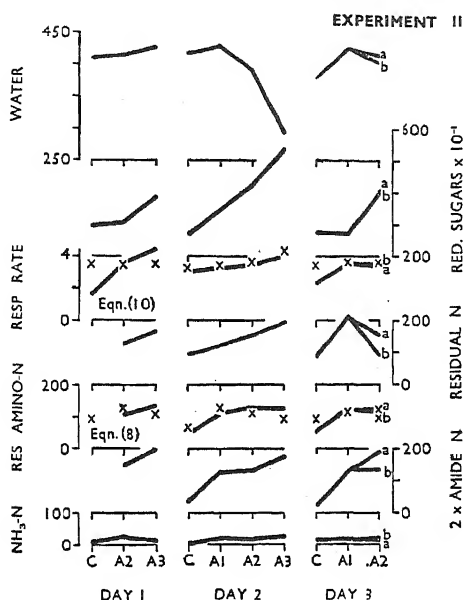 EXPERIMENT II
WATER
450
250
a
b
RED. SUGARS x 10⁻¹
600
200
a
b
RESP RATE
4
0
Eqn.(10)
b
a
RESIDUAL N
200
0
a
b
RES AMINO-N
200
0
Eqn.(8)
a
b
2 x AMIDE N
200
0
a
b
NH₃-N
100
0
b
a
C A2 A3 C A1 A2 A3 C A1 .A2
DAY 1 DAY 2 DAY 3